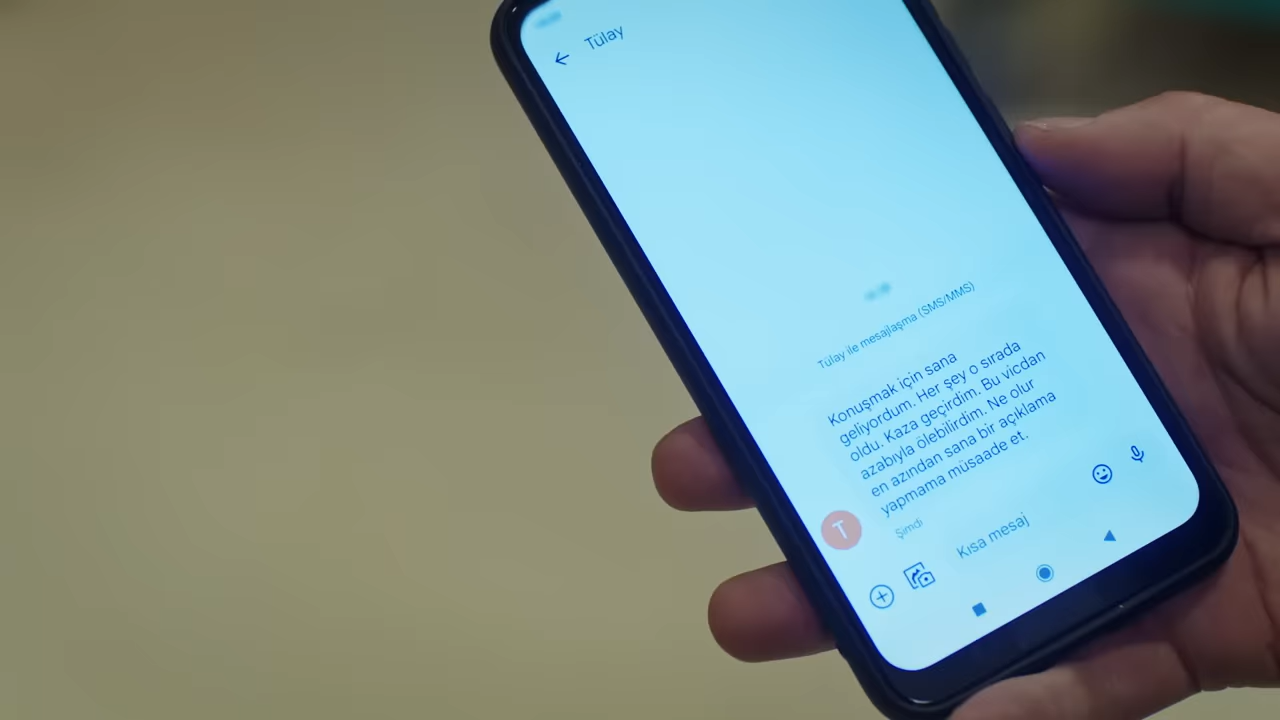 Tülay
Tülay ile mesajlaşma (SMS/MMS)
Konuşmak için sana
geliyordum. Her şey o sırada
oldu. Kaza geçirdim. Bu vicdan
azabıyla ölebilirdim. Ne olur
en azından sana bir açıklama
yapmama müsaade et.
T
Şimdi
Kısa mesaj